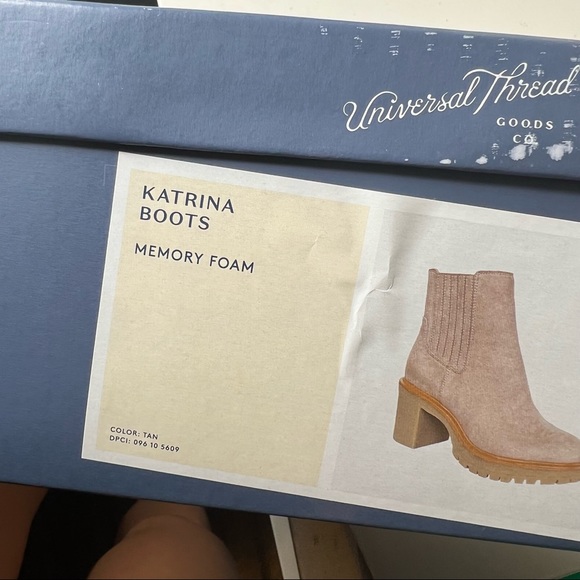 Universal Thread
GOODS
CO.
KATRINA
BOOTS
MEMORY FOAM
COLOR: TAN
DPCI: 096 10 5609